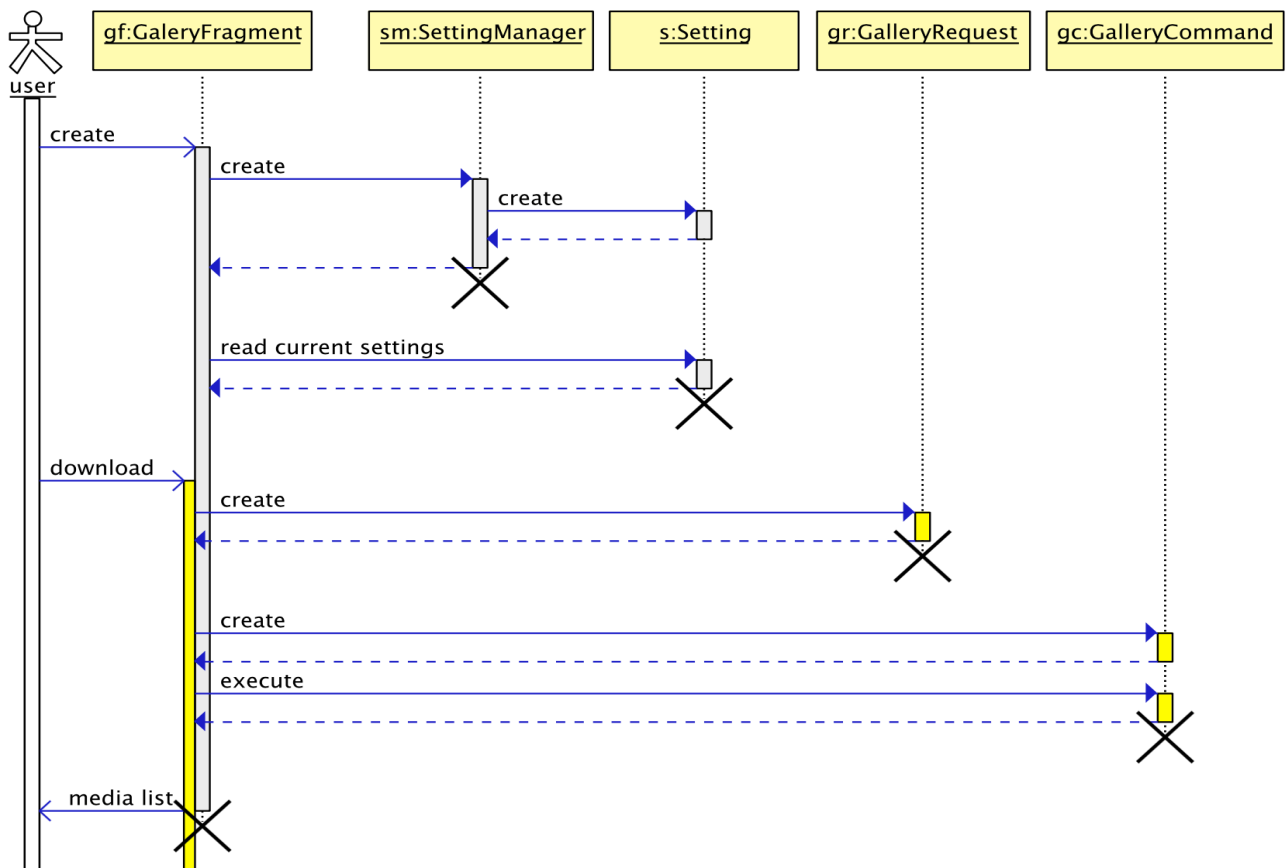 gf:GaleryFragment
sm:SettingManager
s:Setting
gr:GalleryRequest
gc:GalleryCommand
user
create
create
create
read current settings
download
create
create
execute
media list